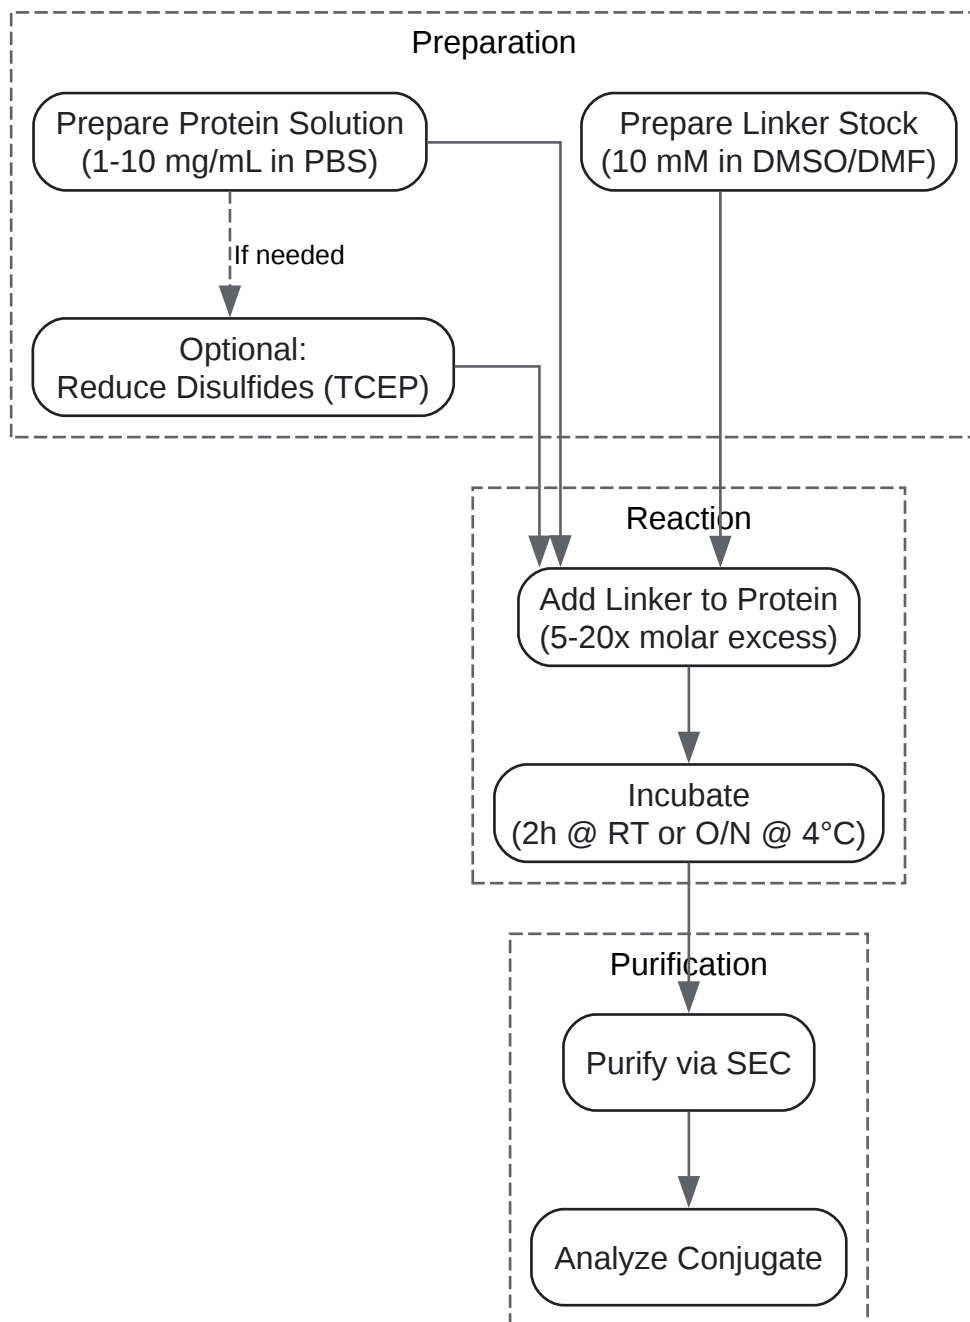 Preparation
Prepare Protein Solution
(1-10 mg/mL in PBS)
Prepare Linker Stock
(10 mM in DMSO/DMF)
If needed
Optional:
Reduce Disulfides (TCEP)
Reaction
Add Linker to Protein
(5-20x molar excess)
Incubate
(2h @ RT or O/N @ 4°C)
Purification
Purify via SEC
Analyze Conjugate